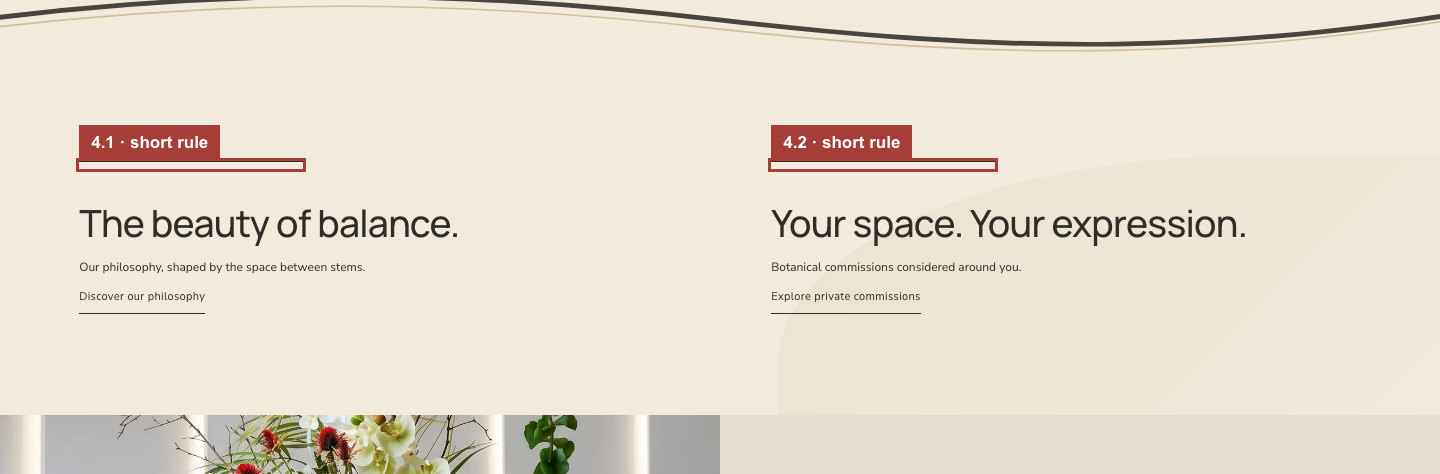 4.1 · short rule
The beauty of balance.
Our philosophy, shaped by the space between stems.
Discover our philosophy
4.2 · short rule
Your space. Your expression.
Botanical commissions considered around you.
Explore private commissions